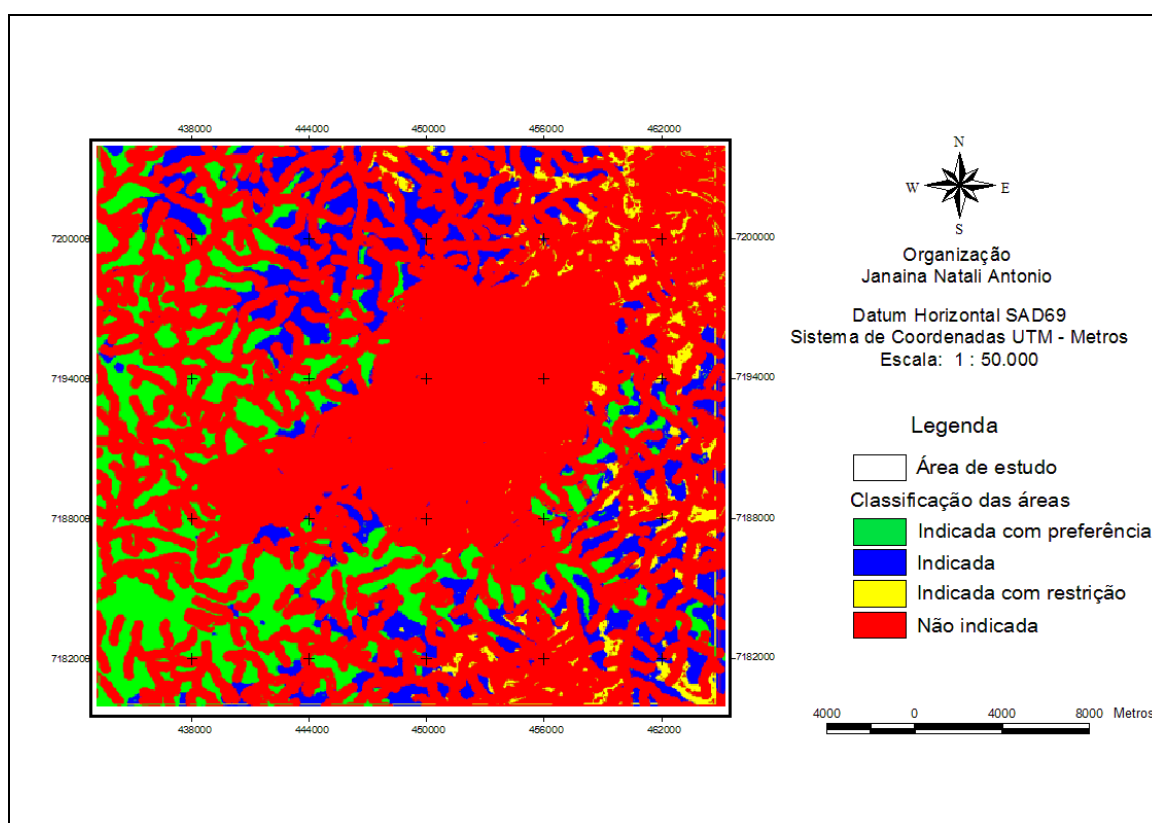 438000 444000 450000 456000 462000
7200000 7200000
7194000 7194000
7188000 7188000
7182000 7182000
438000 444000 450000 456000 462000
N
W E
S
Organização
Janaina Natali Antonio
Datum Horizontal SAD69
Sistema de Coordenadas UTM - Metros
Escala: 1 : 50.000
Legenda
Área de estudo
Classificação das áreas
Indicada com preferência
Indicada
Indicada com restrição
Não indicada
4000 0 4000 8000 Metros